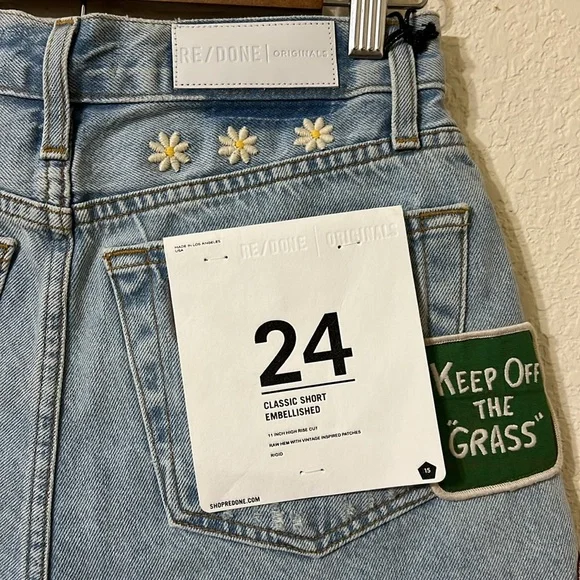 RE/DONE | ORIGINALS
MADE IN LOS ANGELES
USA
RE/DONE | ORIGINALS
24
CLASSIC SHORT
EMBELLISHED
11 INCH HIGH RISE CUT
RAW HEM WITH VINTAGE INSPIRED PATCHES
RIGID
SHOPREDONE.COM
15
KEEP OFF
THE
"GRASS"